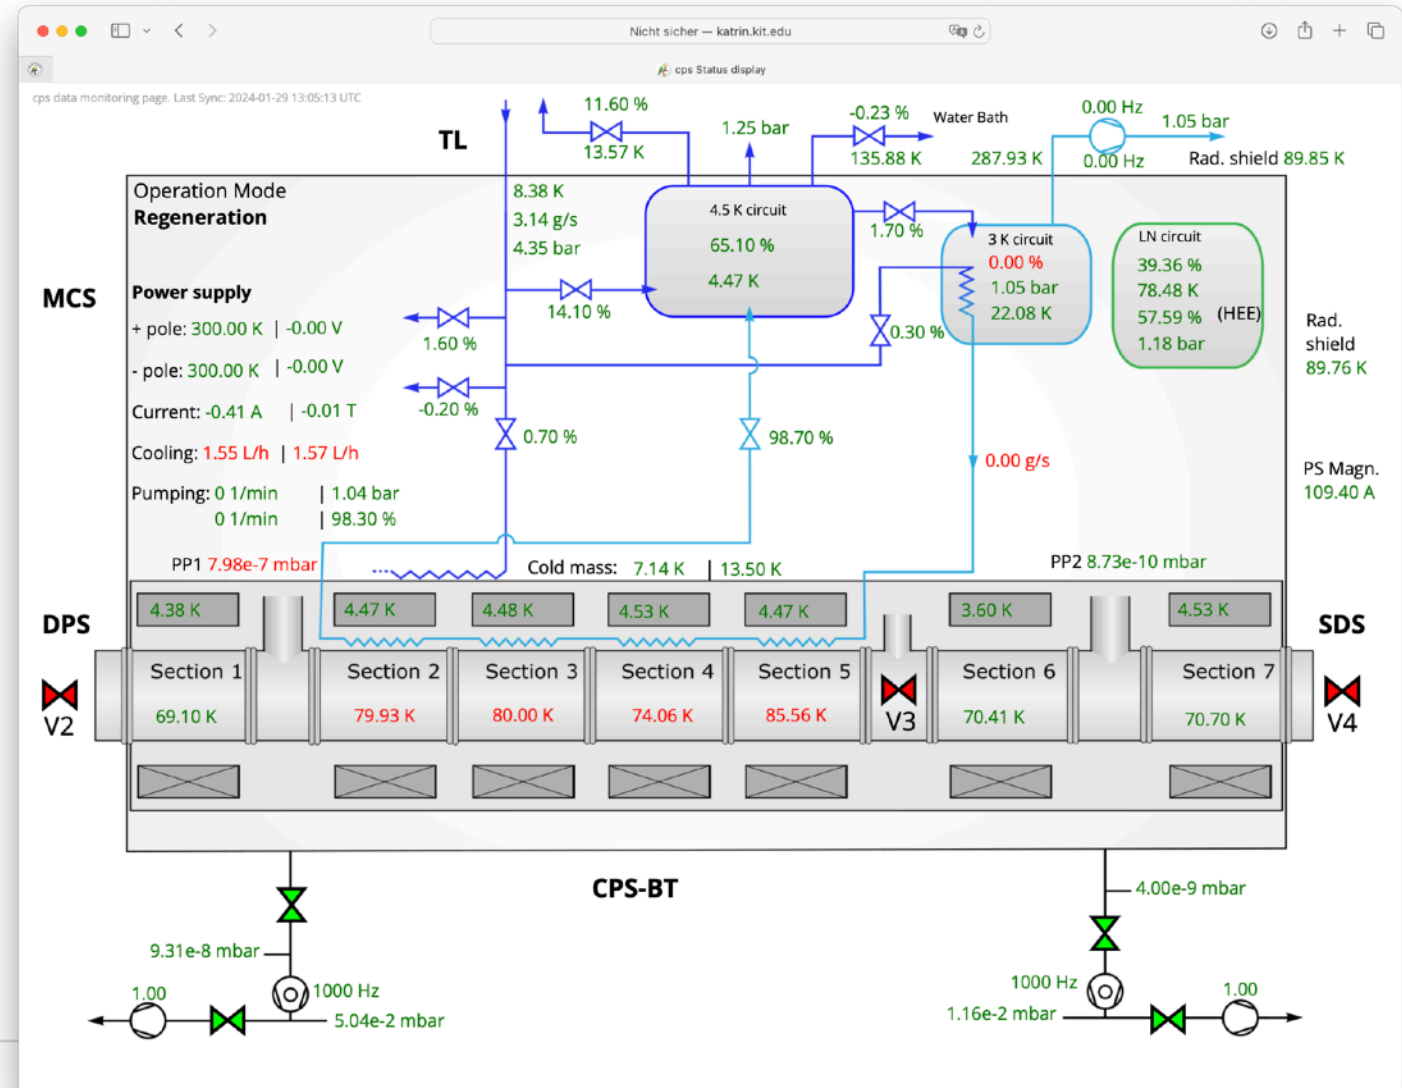 Nicht sicher — katrin.kit.edu
cps Status display
cps data monitoring page. Last Sync: 2024-01-29 13:05:13 UTC
TL
11.60 %
13.57 K
1.25 bar
-0.23 %
135.88 K
Water Bath
287.93 K
0.00 Hz
0.00 Hz
1.05 bar
Rad. shield 89.85 K
Operation Mode
Regeneration
8.38 K
3.14 g/s
4.35 bar
4.5 K circuit
65.10 %
4.47 K
1.70 %
3 K circuit
0.00 %
1.05 bar
22.08 K
LN circuit
39.36 %
78.48 K
57.59 % (HEE)
1.18 bar
MCS
Power supply
+ pole: 300.00 K | -0.00 V
- pole: 300.00 K | -0.00 V
Current: -0.41 A | -0.01 T
Cooling: 1.55 L/h | 1.57 L/h
Pumping: 0 1/min | 1.04 bar
0 1/min | 98.30 %
14.10 %
1.60 %
-0.20 %
0.70 %
0.30 %
98.70 %
0.00 g/s
Rad.
shield
89.76 K
PS Magn.
109.40 A
PP1 7.98e-7 mbar
Cold mass: 7.14 K | 13.50 K
PP2 8.73e-10 mbar
DPS
4.38 K
4.47 K
4.48 K
4.53 K
4.47 K
3.60 K
4.53 K
SDS
Section 1
Section 2
Section 3
Section 4
Section 5
Section 6
Section 7
V2
69.10 K
79.93 K
80.00 K
74.06 K
85.56 K
V3
70.41 K
70.70 K
V4
CPS-BT
4.00e-9 mbar
9.31e-8 mbar
1.00
1000 Hz
5.04e-2 mbar
1000 Hz
1.16e-2 mbar
1.00